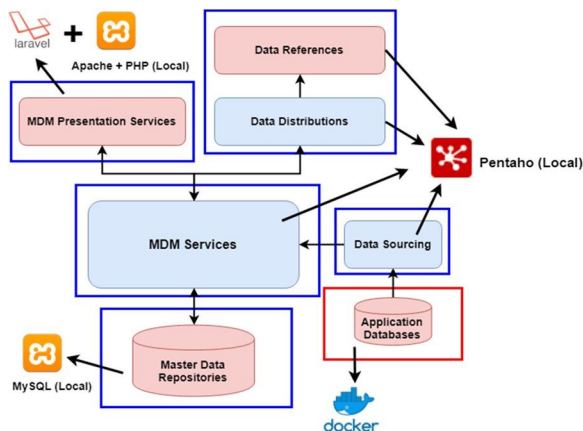 laravel
+
Apache + PHP (Local)
Data References
MDM Presentation Services
Data Distributions
Pentaho (Local)
MDM Services
Data Sourcing
Application
Databases
Master Data
Repositories
MySQL (Local)
docker